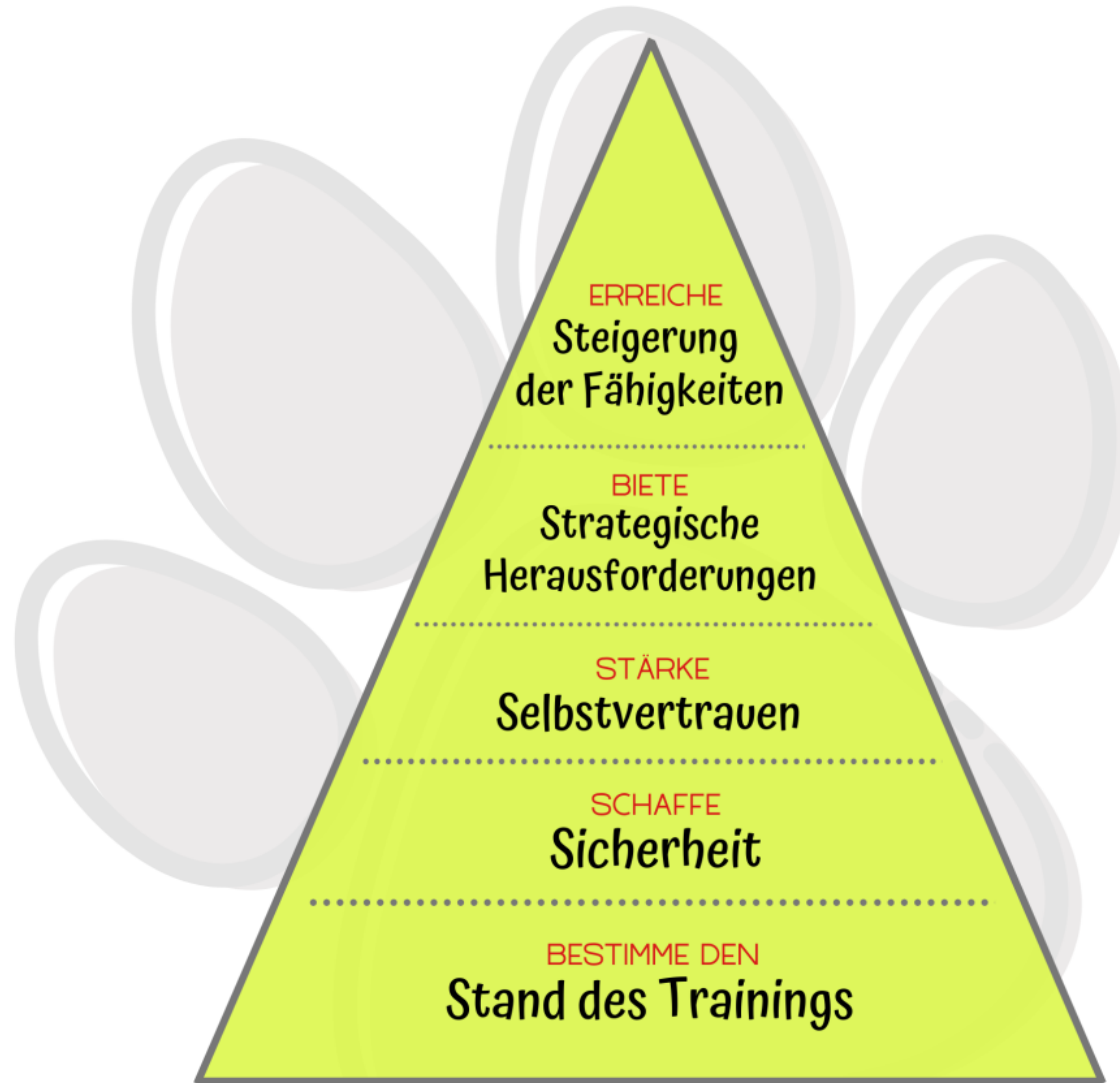 ERREICHE
Steigerung
der Fähigkeiten
BIETE
Strategische
Herausforderungen
STÄRKE
Selbstvertrauen
SCHAFFE
Sicherheit
BESTIMME DEN
Stand des Trainings